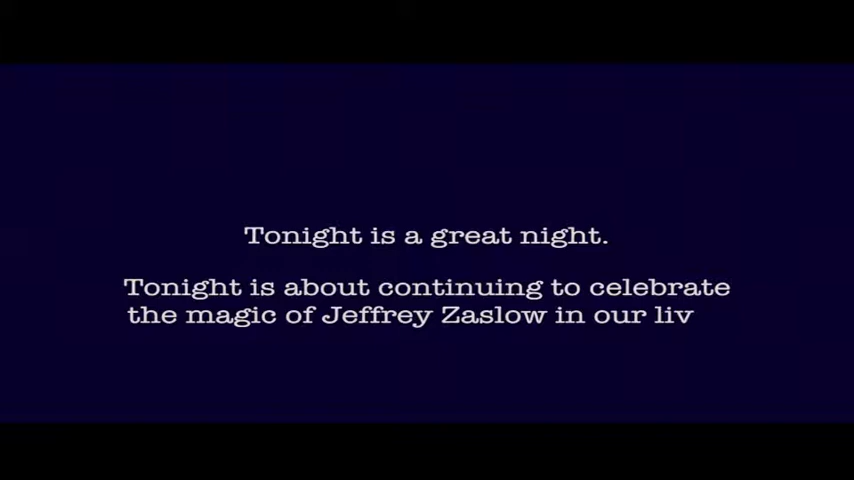 Tonight is a great night.
Tonight is about continuing to celebrate
the magic of Jeffrey Zaslow in our liv